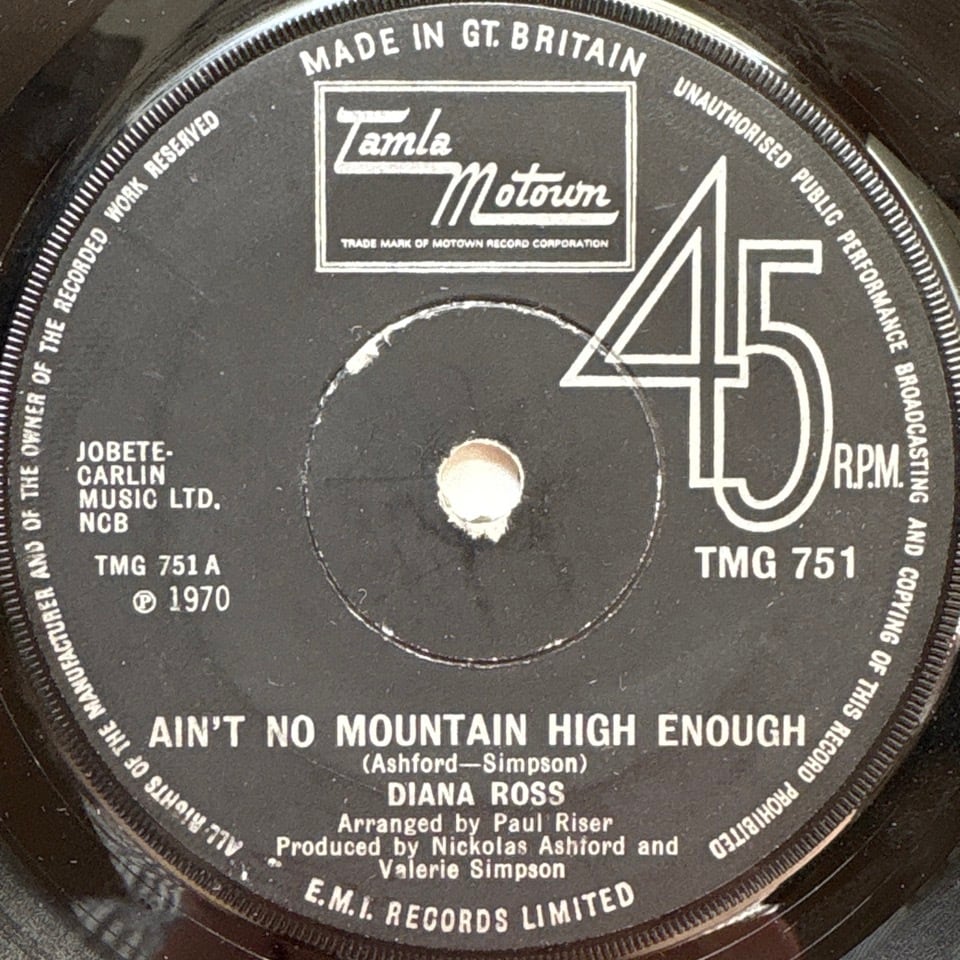 MADE IN GT. BRITAIN
Tamla
Motown
TRADE MARK OF MOTOWN RECORD CORPORATION
45
R.P.M.
TMG 751
JOBETE-
CARLIN
MUSIC LTD.
NCB
TMG 751 A
℗ 1970
AIN'T NO MOUNTAIN HIGH ENOUGH
(Ashford—Simpson)
DIANA ROSS
Arranged by Paul Riser
Produced by Nickolas Ashford and
Valerie Simpson
E.M.I. RECORDS LIMITED
ALL RIGHTS OF THE MANUFACTURER AND OF THE OWNER OF THE RECORDED WORK RESERVED
UNAUTHORISED PUBLIC PERFORMANCE BROADCASTING AND COPYING OF THIS RECORD PROHIBITED